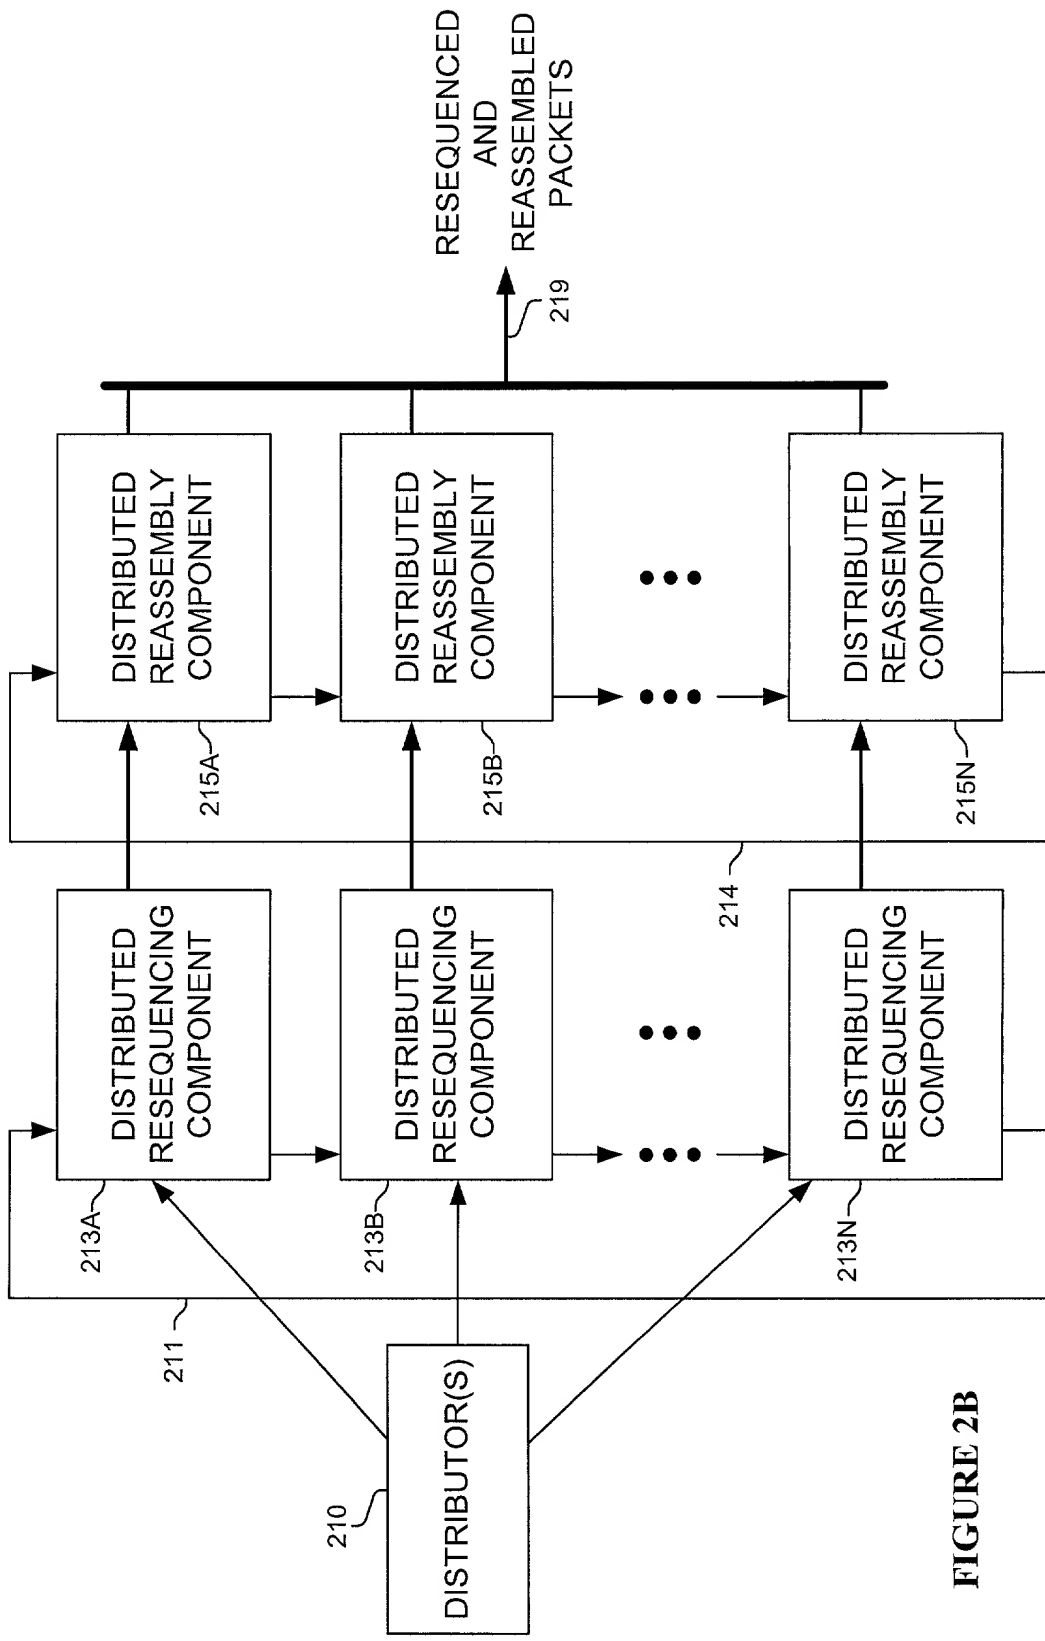 DISTRIBUTOR(S)
210
211
213A
DISTRIBUTED
RESEQUENCING
COMPONENT
213B
DISTRIBUTED
RESEQUENCING
COMPONENT
213N
DISTRIBUTED
RESEQUENCING
COMPONENT
214
215A
DISTRIBUTED
REASSEMBLY
COMPONENT
215B
DISTRIBUTED
REASSEMBLY
COMPONENT
215N
DISTRIBUTED
REASSEMBLY
COMPONENT
219
RESEQUENCED
AND
REASSEMBLED
PACKETS
FIGURE 2B